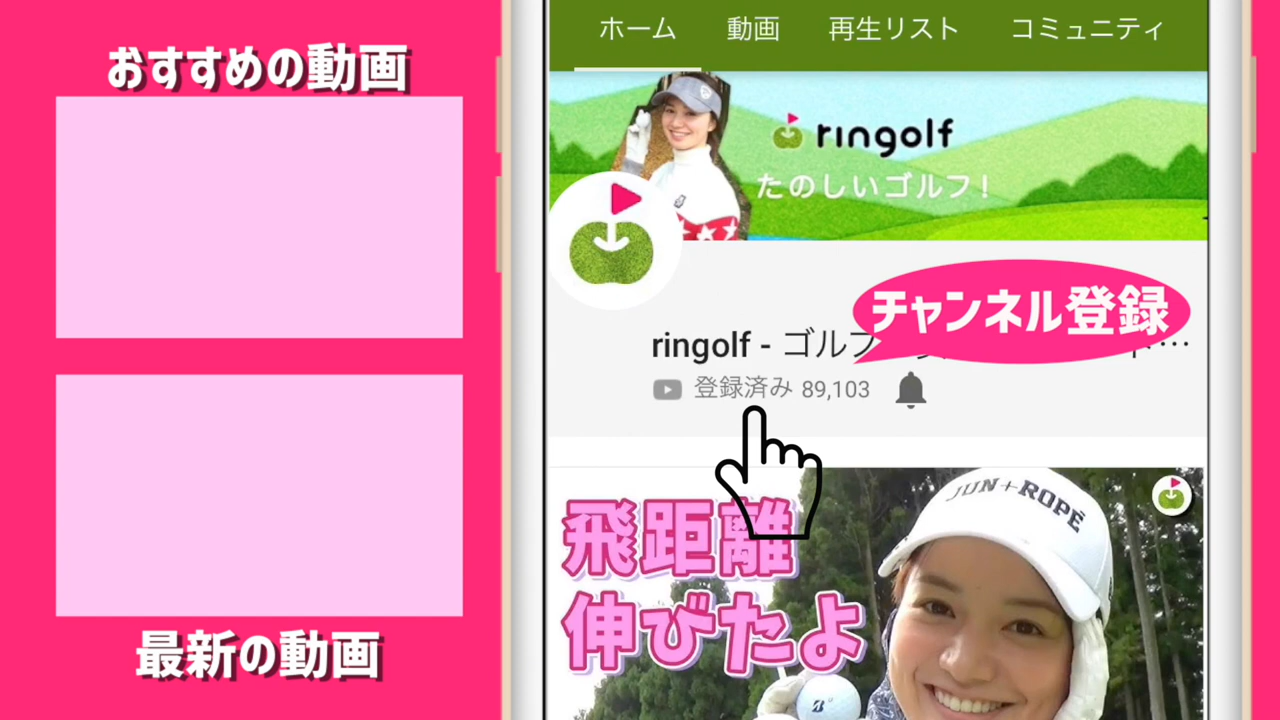 おすすめの動画
最新の動画
ホーム 動画 再生リスト コミュニティ
ringolf
たのしいゴルフ!
チャンネル登録
ringolf - ゴルフ
登録済み 89,103
飛距離
伸びたよ
JUN+ROPÉ
B